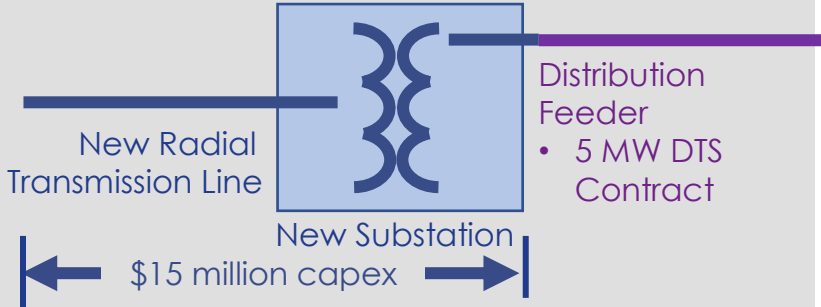 New Radial
Transmission Line
New Substation
$15 million capex
Distribution
Feeder
• 5 MW DTS
Contract